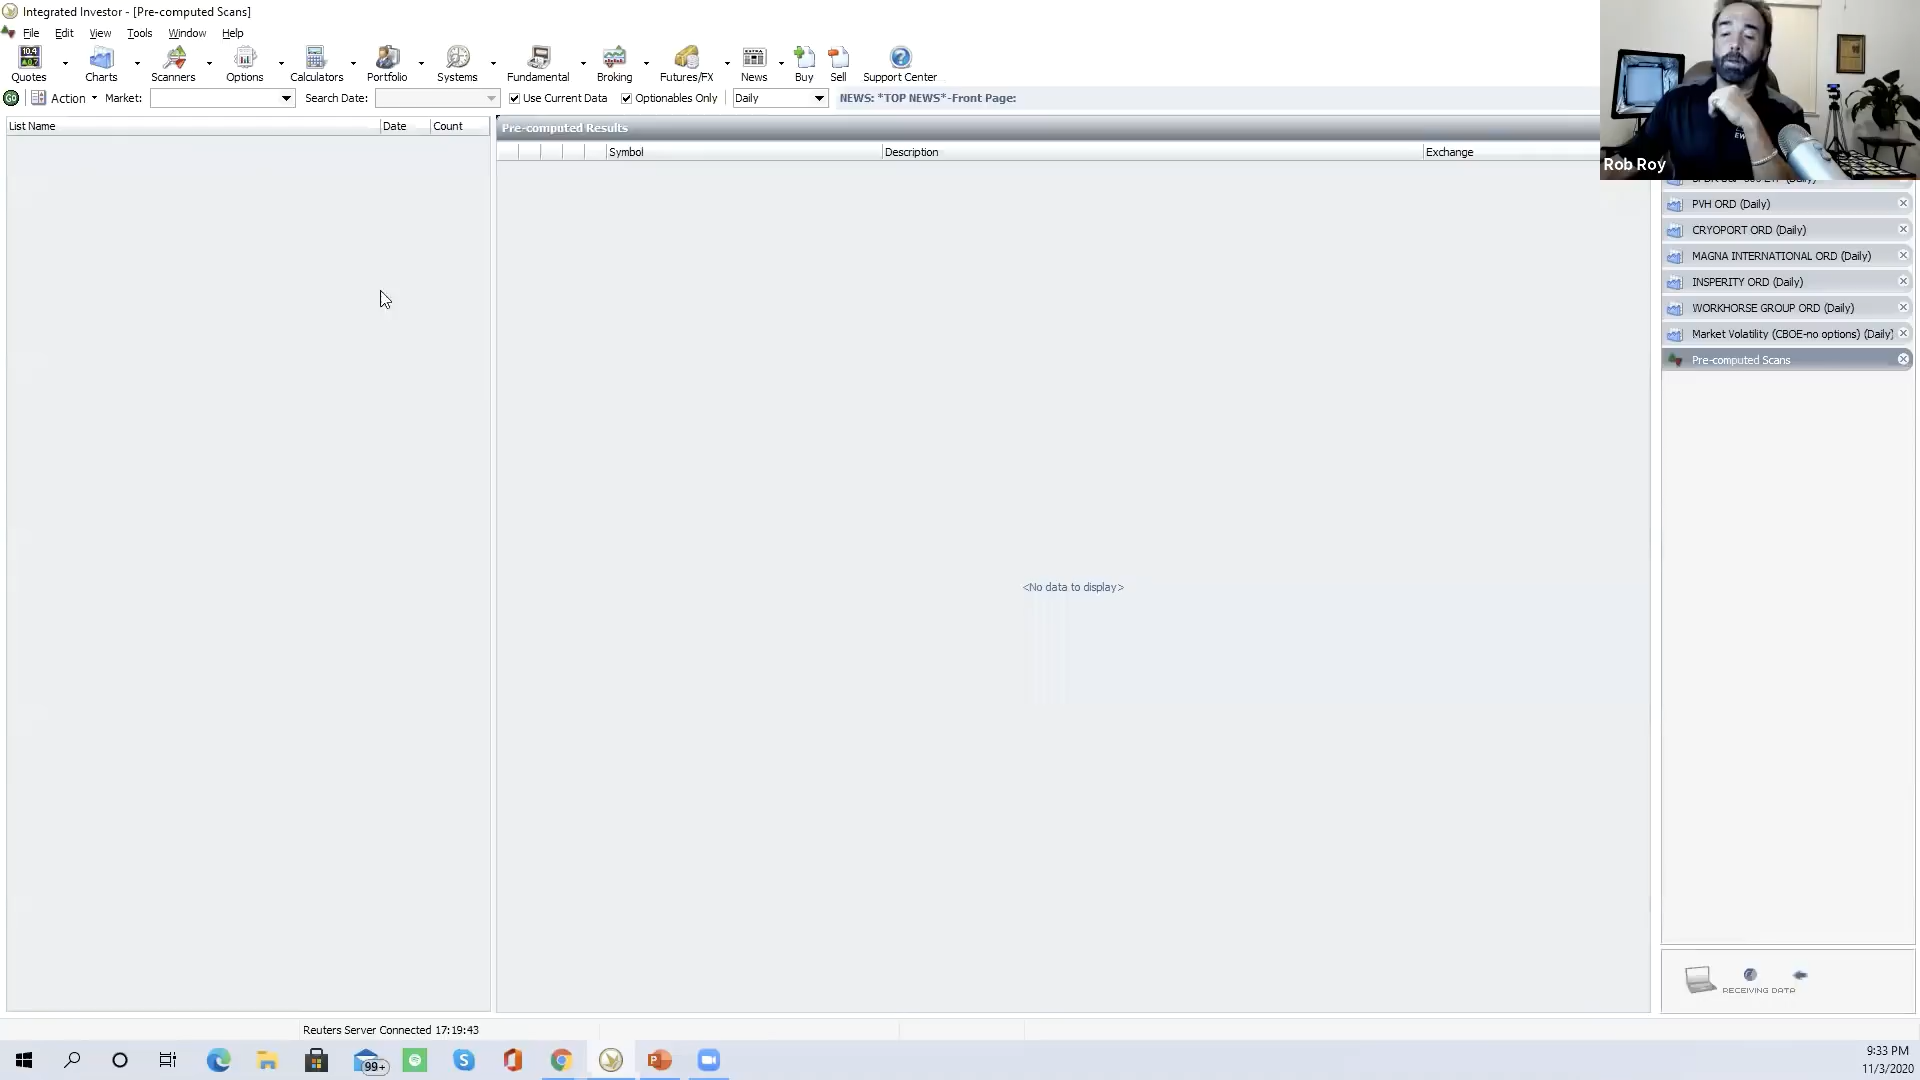 Integrated Investor - [Pre-computed Scans]
File Edit View Tools Window Help
Quotes Charts Scanners Options Calculators Portfolio Systems Fundamental Broking Futures/FX News Buy Sell Support Center
GO Action Market: Search Date: Use Current Data Optionables Only Daily NEWS: *TOP NEWS*-Front Page:
List Name Date Count
Pre-computed Results
Symbol Description Exchange
<No data to display>
Rob Roy
PVH ORD (Daily)
CRYOPORT ORD (Daily)
MAGNA INTERNATIONAL ORD (Daily)
INSPERITY ORD (Daily)
WORKHORSE GROUP ORD (Daily)
Market Volatility (CBOE-no options) (Daily)
Pre-computed Scans
RECEIVING DATA
Reuters Server Connected 17:19:43
99+
9:33 PM
11/3/2020